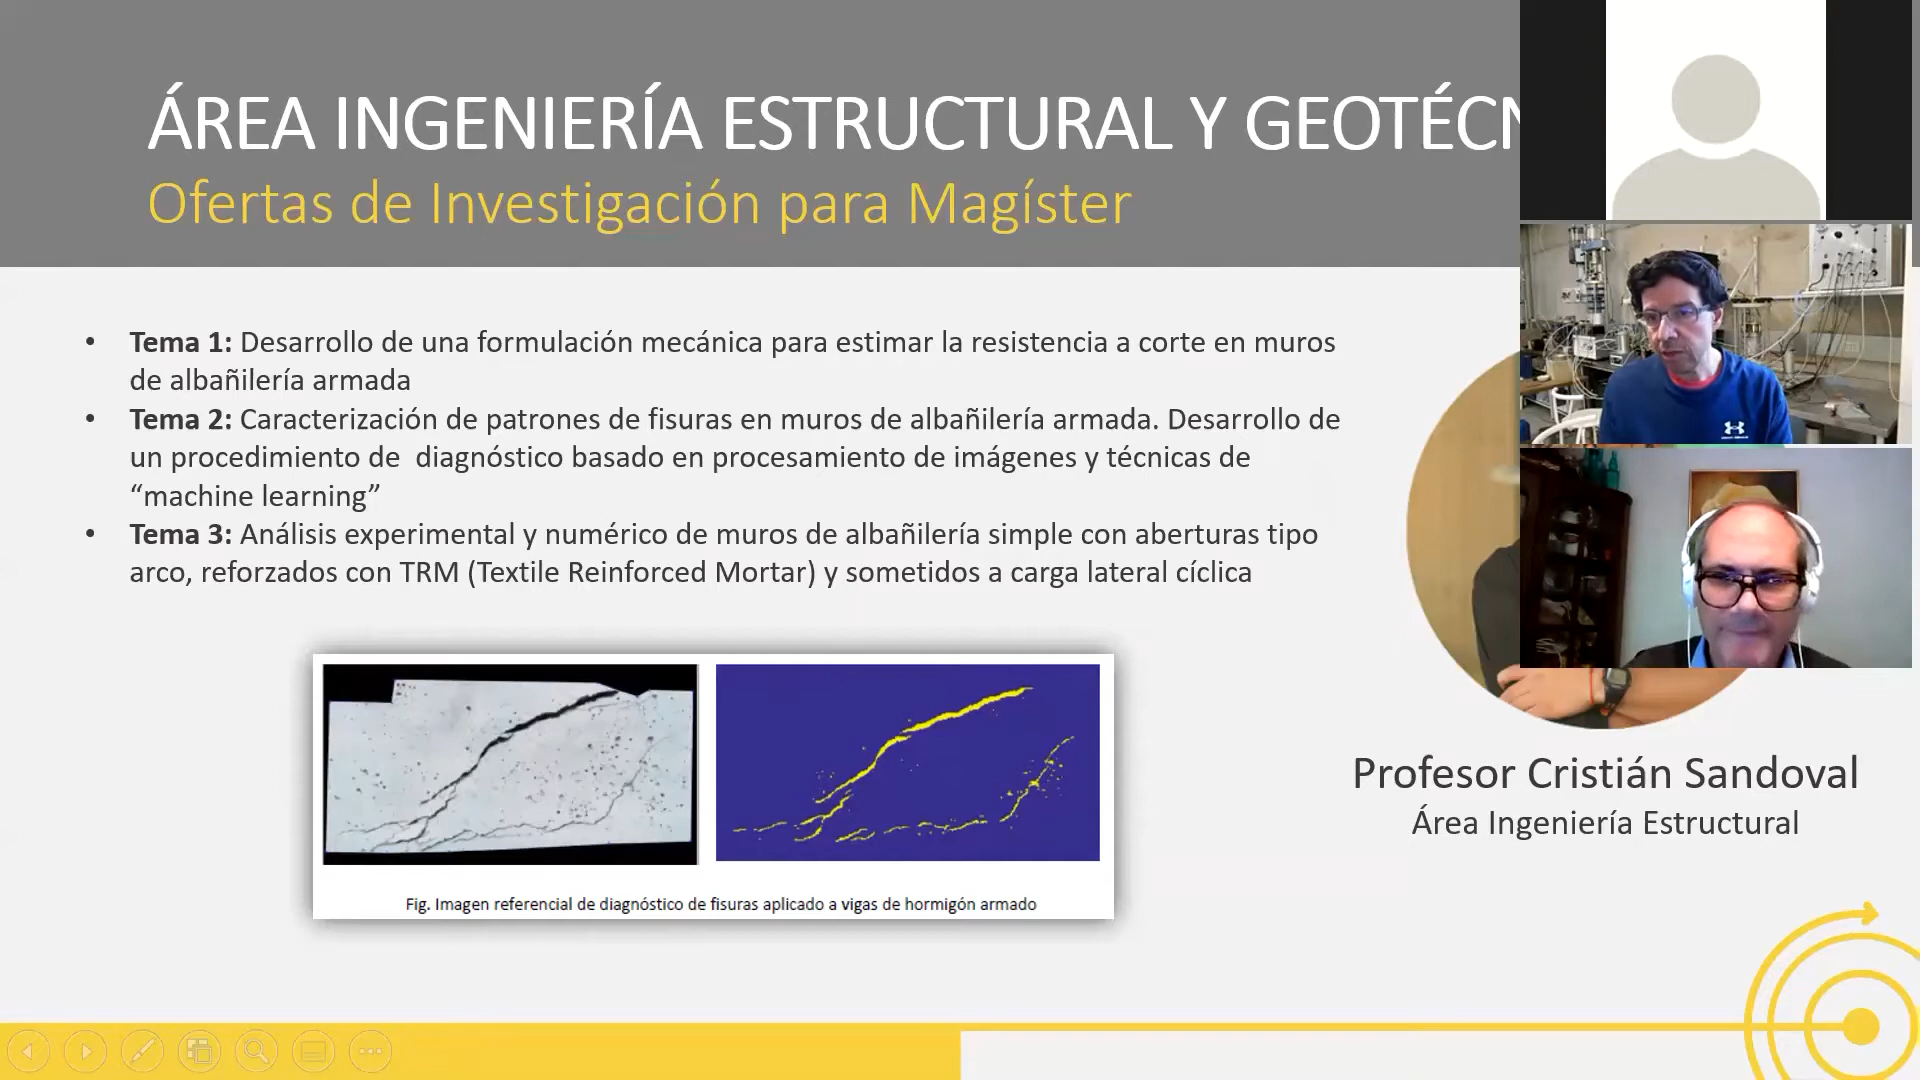 ÁREA INGENIERÍA ESTRUCTURAL Y GEOTÉCN
Ofertas de Investigación para Magíster
• Tema 1: Desarrollo de una formulación mecánica para estimar la resistencia a corte en muros
de albañilería armada
• Tema 2: Caracterización de patrones de fisuras en muros de albañilería armada. Desarrollo de
un procedimiento de diagnóstico basado en procesamiento de imágenes y técnicas de
“machine learning”
• Tema 3: Análisis experimental y numérico de muros de albañilería simple con aberturas tipo
arco, reforzados con TRM (Textile Reinforced Mortar) y sometidos a carga lateral cíclica
Fig. Imagen referencial de diagnóstico de fisuras aplicado a vigas de hormigón armado
Profesor Cristián Sandoval
Área Ingeniería Estructural